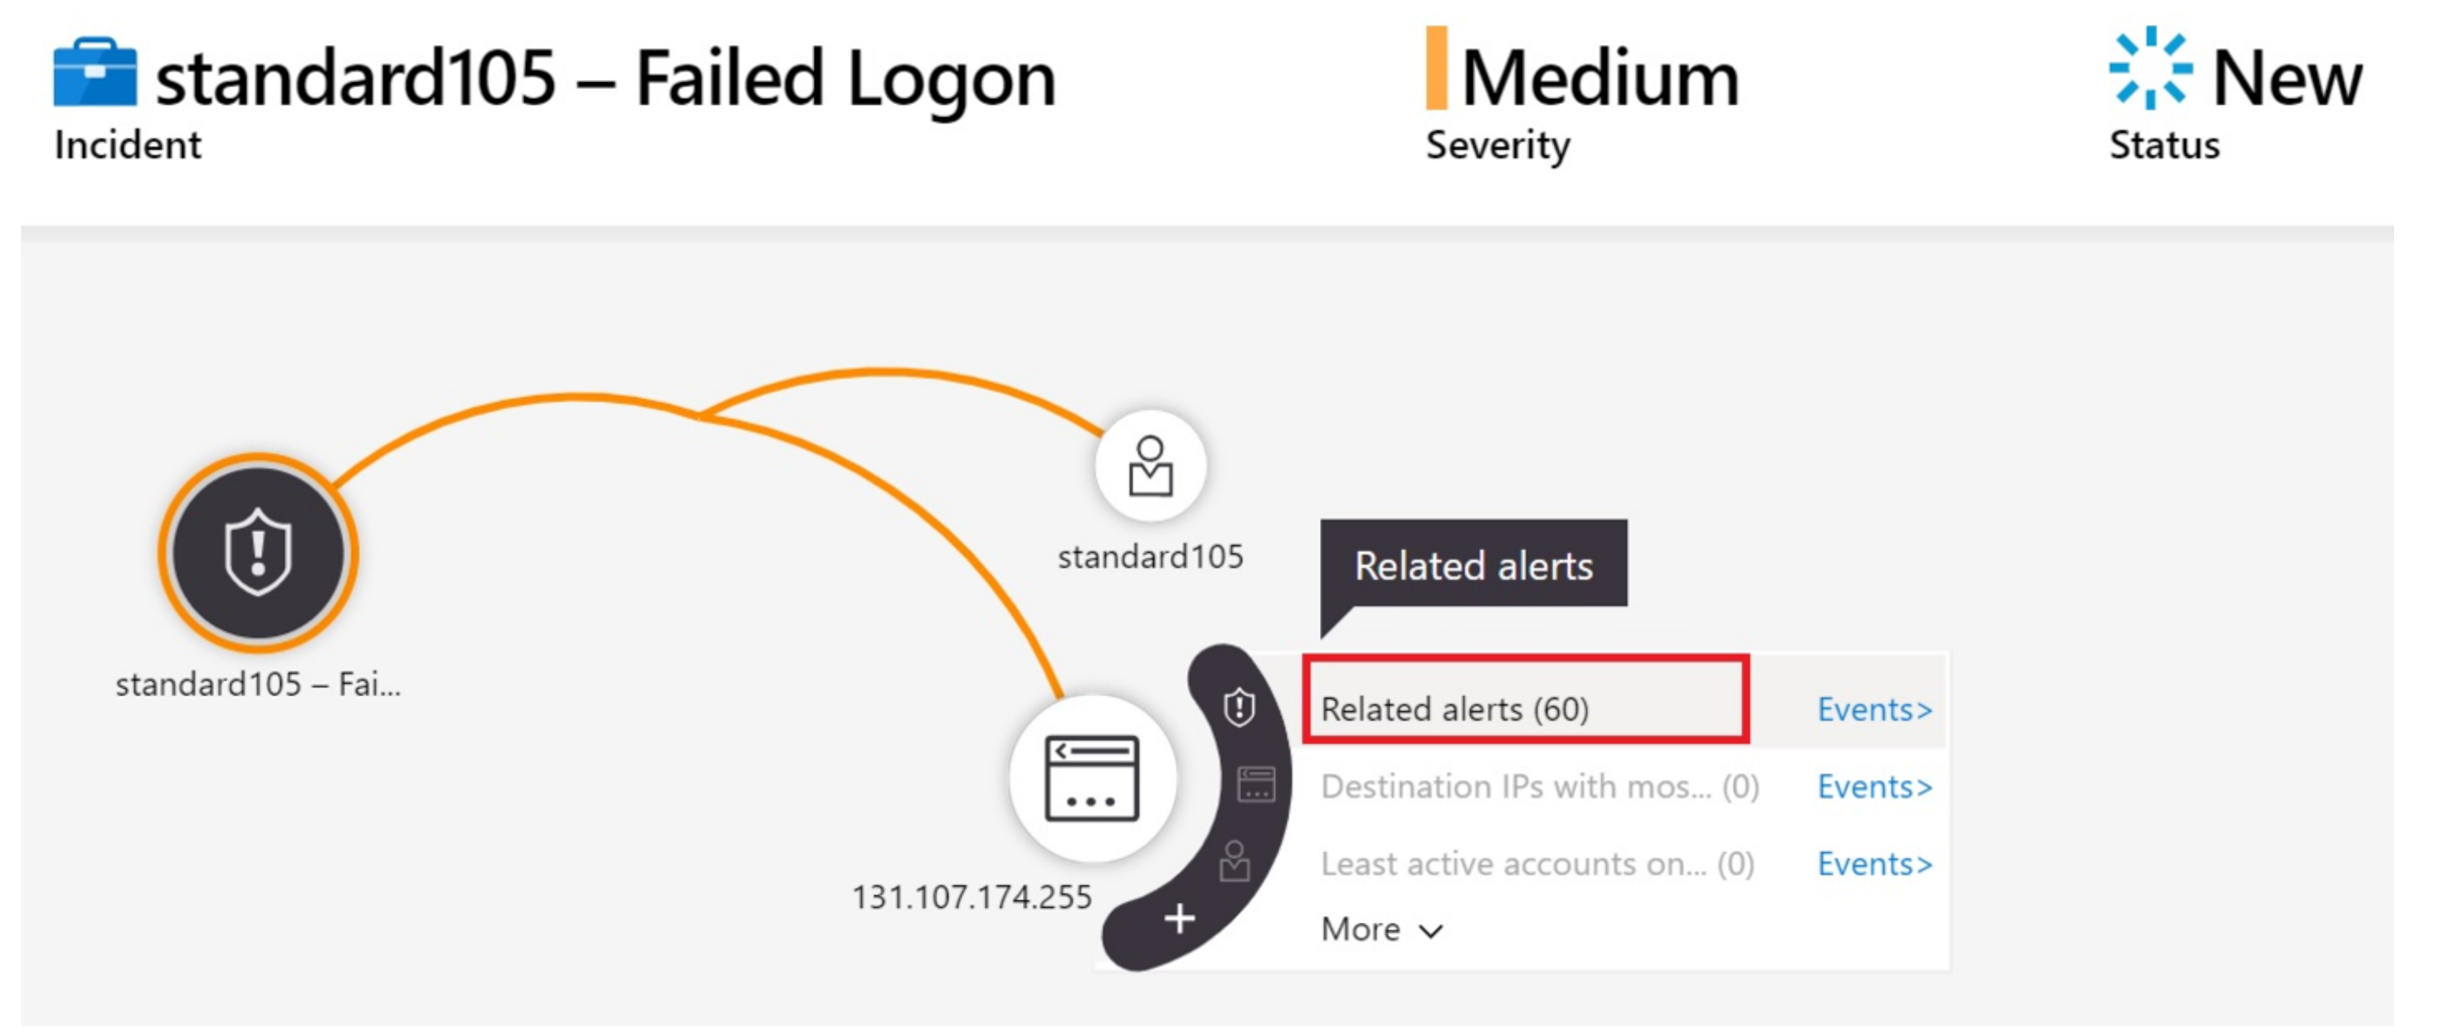 standard105 – Failed Logon
Incident
Medium
Severity
New
Status
standard105
Related alerts
standard105 – Fai...
Related alerts (60) Events>
Destination IPs with mos... (0) Events>
Least active accounts on... (0) Events>
131.107.174.255
More